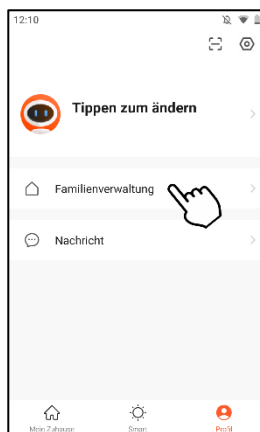 12:10
Tippen zum ändern
Familienverwaltung
Nachricht
Mein Zuhause
Smart
Profil